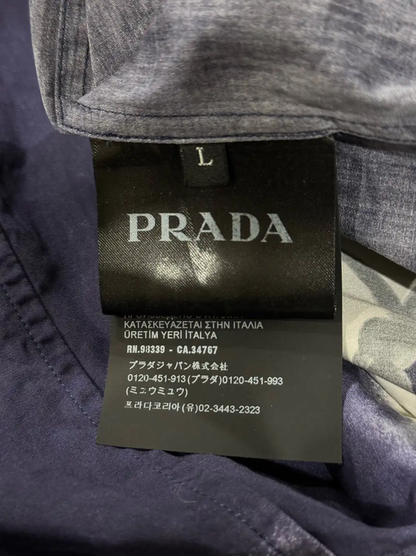 L
PRADA
ΚΑΤΑΣΚΕΥΑΖΕΤΑΙ ΣΤΗΝ ΙΤΑΛΙΑ
ÜRETİM YERİ İTALYA
RN.98339 - CA.34767
プラダジャパン株式会社
0120-451-913(プラダ)0120-451-993
(ミュウミュウ)
프라다코리아 (유)02-3443-2323